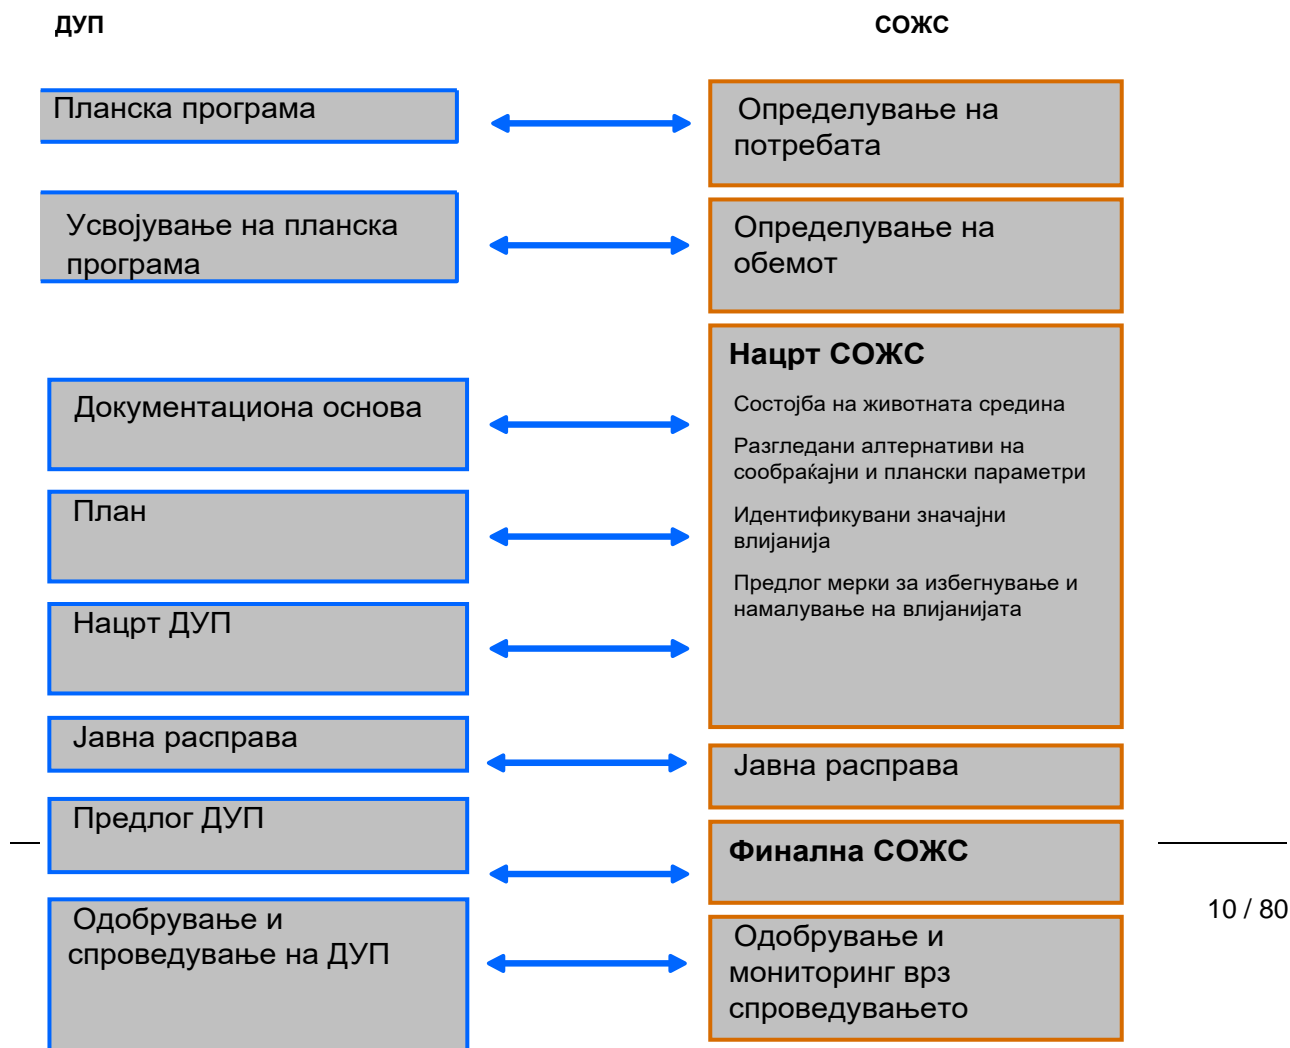 ДУП
СОЖС
Планска програма
Определување на
потребата
Усвојување на планска
програма
Определување на
обемот
Документациона основа
План
Нацрт ДУП
Нацрт СОЖС
Состојба на животната средина
Разгледани алтернативи на
сообраќајни и плански параметри
Идентификувани значајни
влијанија
Предлог мерки за избегнување и
намалување на влијанијата
Јавна расправа
Јавна расправа
Предлог ДУП
Финална СОЖС
Одобрување и
спроведување на ДУП
Одобрување и
мониторинг врз
спроведувањето
10 / 80